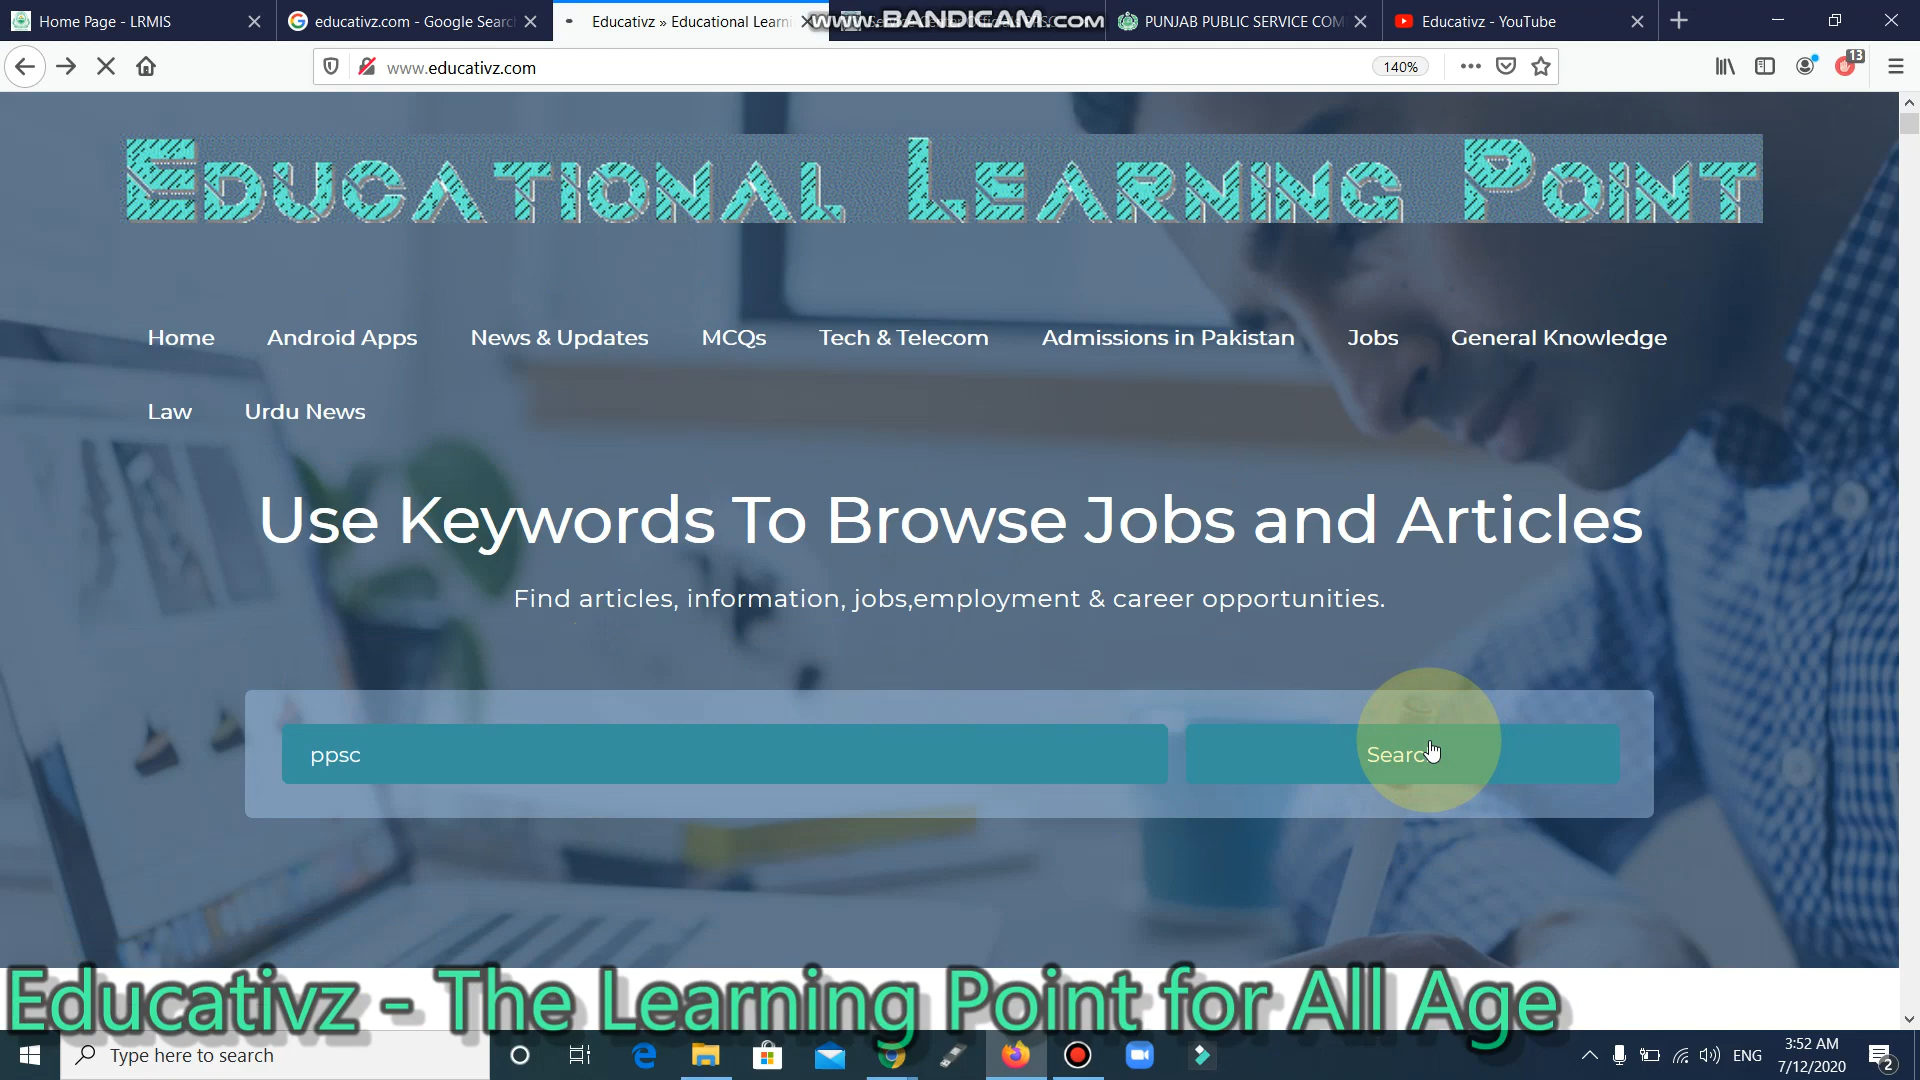 Home Page - LRMIS
educativz.com - Google Search
Educativz » Educational Learni
WWW.BANDICAM.COM
PUNJAB PUBLIC SERVICE COM
Educativz - YouTube
www.educativz.com
140%
13
Educational Learning Point
Home
Android Apps
News & Updates
MCQs
Tech & Telecom
Admissions in Pakistan
Jobs
General Knowledge
Law
Urdu News
Use Keywords To Browse Jobs and Articles
Find articles, information, jobs,employment & career opportunities.
ppsc
Search
Educativz - The Learning Point for All Age
Type here to search
ENG
3:52 AM
7/12/2020
2